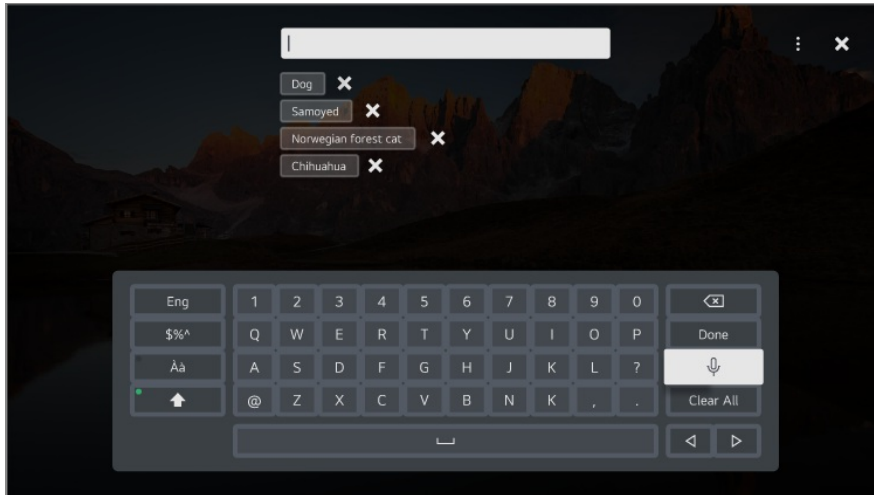 Dog
Samoyed
Norwegian forest cat
Chihuahua
Eng 1 2 3 4 5 6 7 8 9 0
$%^ Q W E R T Y U I O P Done
Àà A S D F G H J K L ?
@ Z X C V B N K , . Clear All